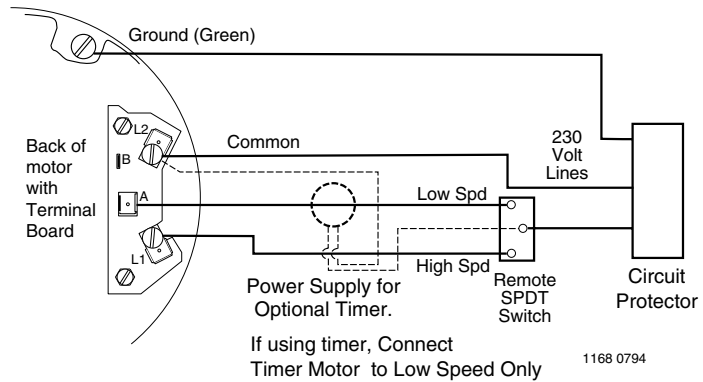 Ground (Green)
L2
Back of
motor
with
Terminal
Board
B
A
L1
Common
230
Volt
Lines
Low Spd
High Spd
Power Supply for
Optional Timer.
Remote
SPDT
Switch
Circuit
Protector
If using timer, Connect
Timer Motor to Low Speed Only
1168 0794